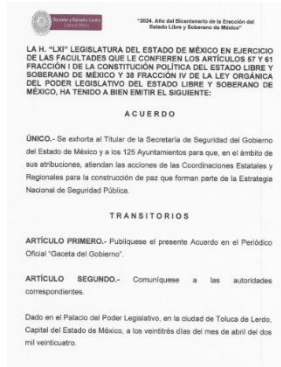 "2024. Año del Bicentenario de la Erección del
Estado Libre y Soberano de México"
LA H. "LXI" LEGISLATURA DEL ESTADO DE MÉXICO EN EJERCICIO
DE LAS FACULTADES QUE LE CONFIEREN LOS ARTÍCULOS 57 Y 61
FRACCIÓN I DE LA CONSTITUCIÓN POLÍTICA DEL ESTADO LIBRE Y
SOBERANO DE MÉXICO Y 38 FRACCIÓN IV DE LA LEY ORGÁNICA
DEL PODER LEGISLATIVO DEL ESTADO LIBRE Y SOBERANO DE
MÉXICO, HA TENIDO A BIEN EMITIR EL SIGUIENTE:
A C U E R D O
ÚNICO.- Se exhorta al Titular de la Secretaría de Seguridad del Gobierno
del Estado de México y a los 125 Ayuntamientos para que, en el ámbito de
sus atribuciones, atiendan las acciones de las Coordinaciones Estatales y
Regionales para la construcción de paz que forman parte de la Estrategia
Nacional de Seguridad Pública.
T R A N S I T O R I O S
ARTÍCULO PRIMERO.- Publíquese el presente Acuerdo en el Periódico
Oficial "Gaceta del Gobierno".
ARTÍCULO SEGUNDO.- Comuníquese a las autoridades
correspondientes.
Dado en el Palacio del Poder Legislativo, en la ciudad de Toluca de Lerdo,
Capital del Estado de México, a los veintitrés días del mes de abril del dos
mil veinticuatro.